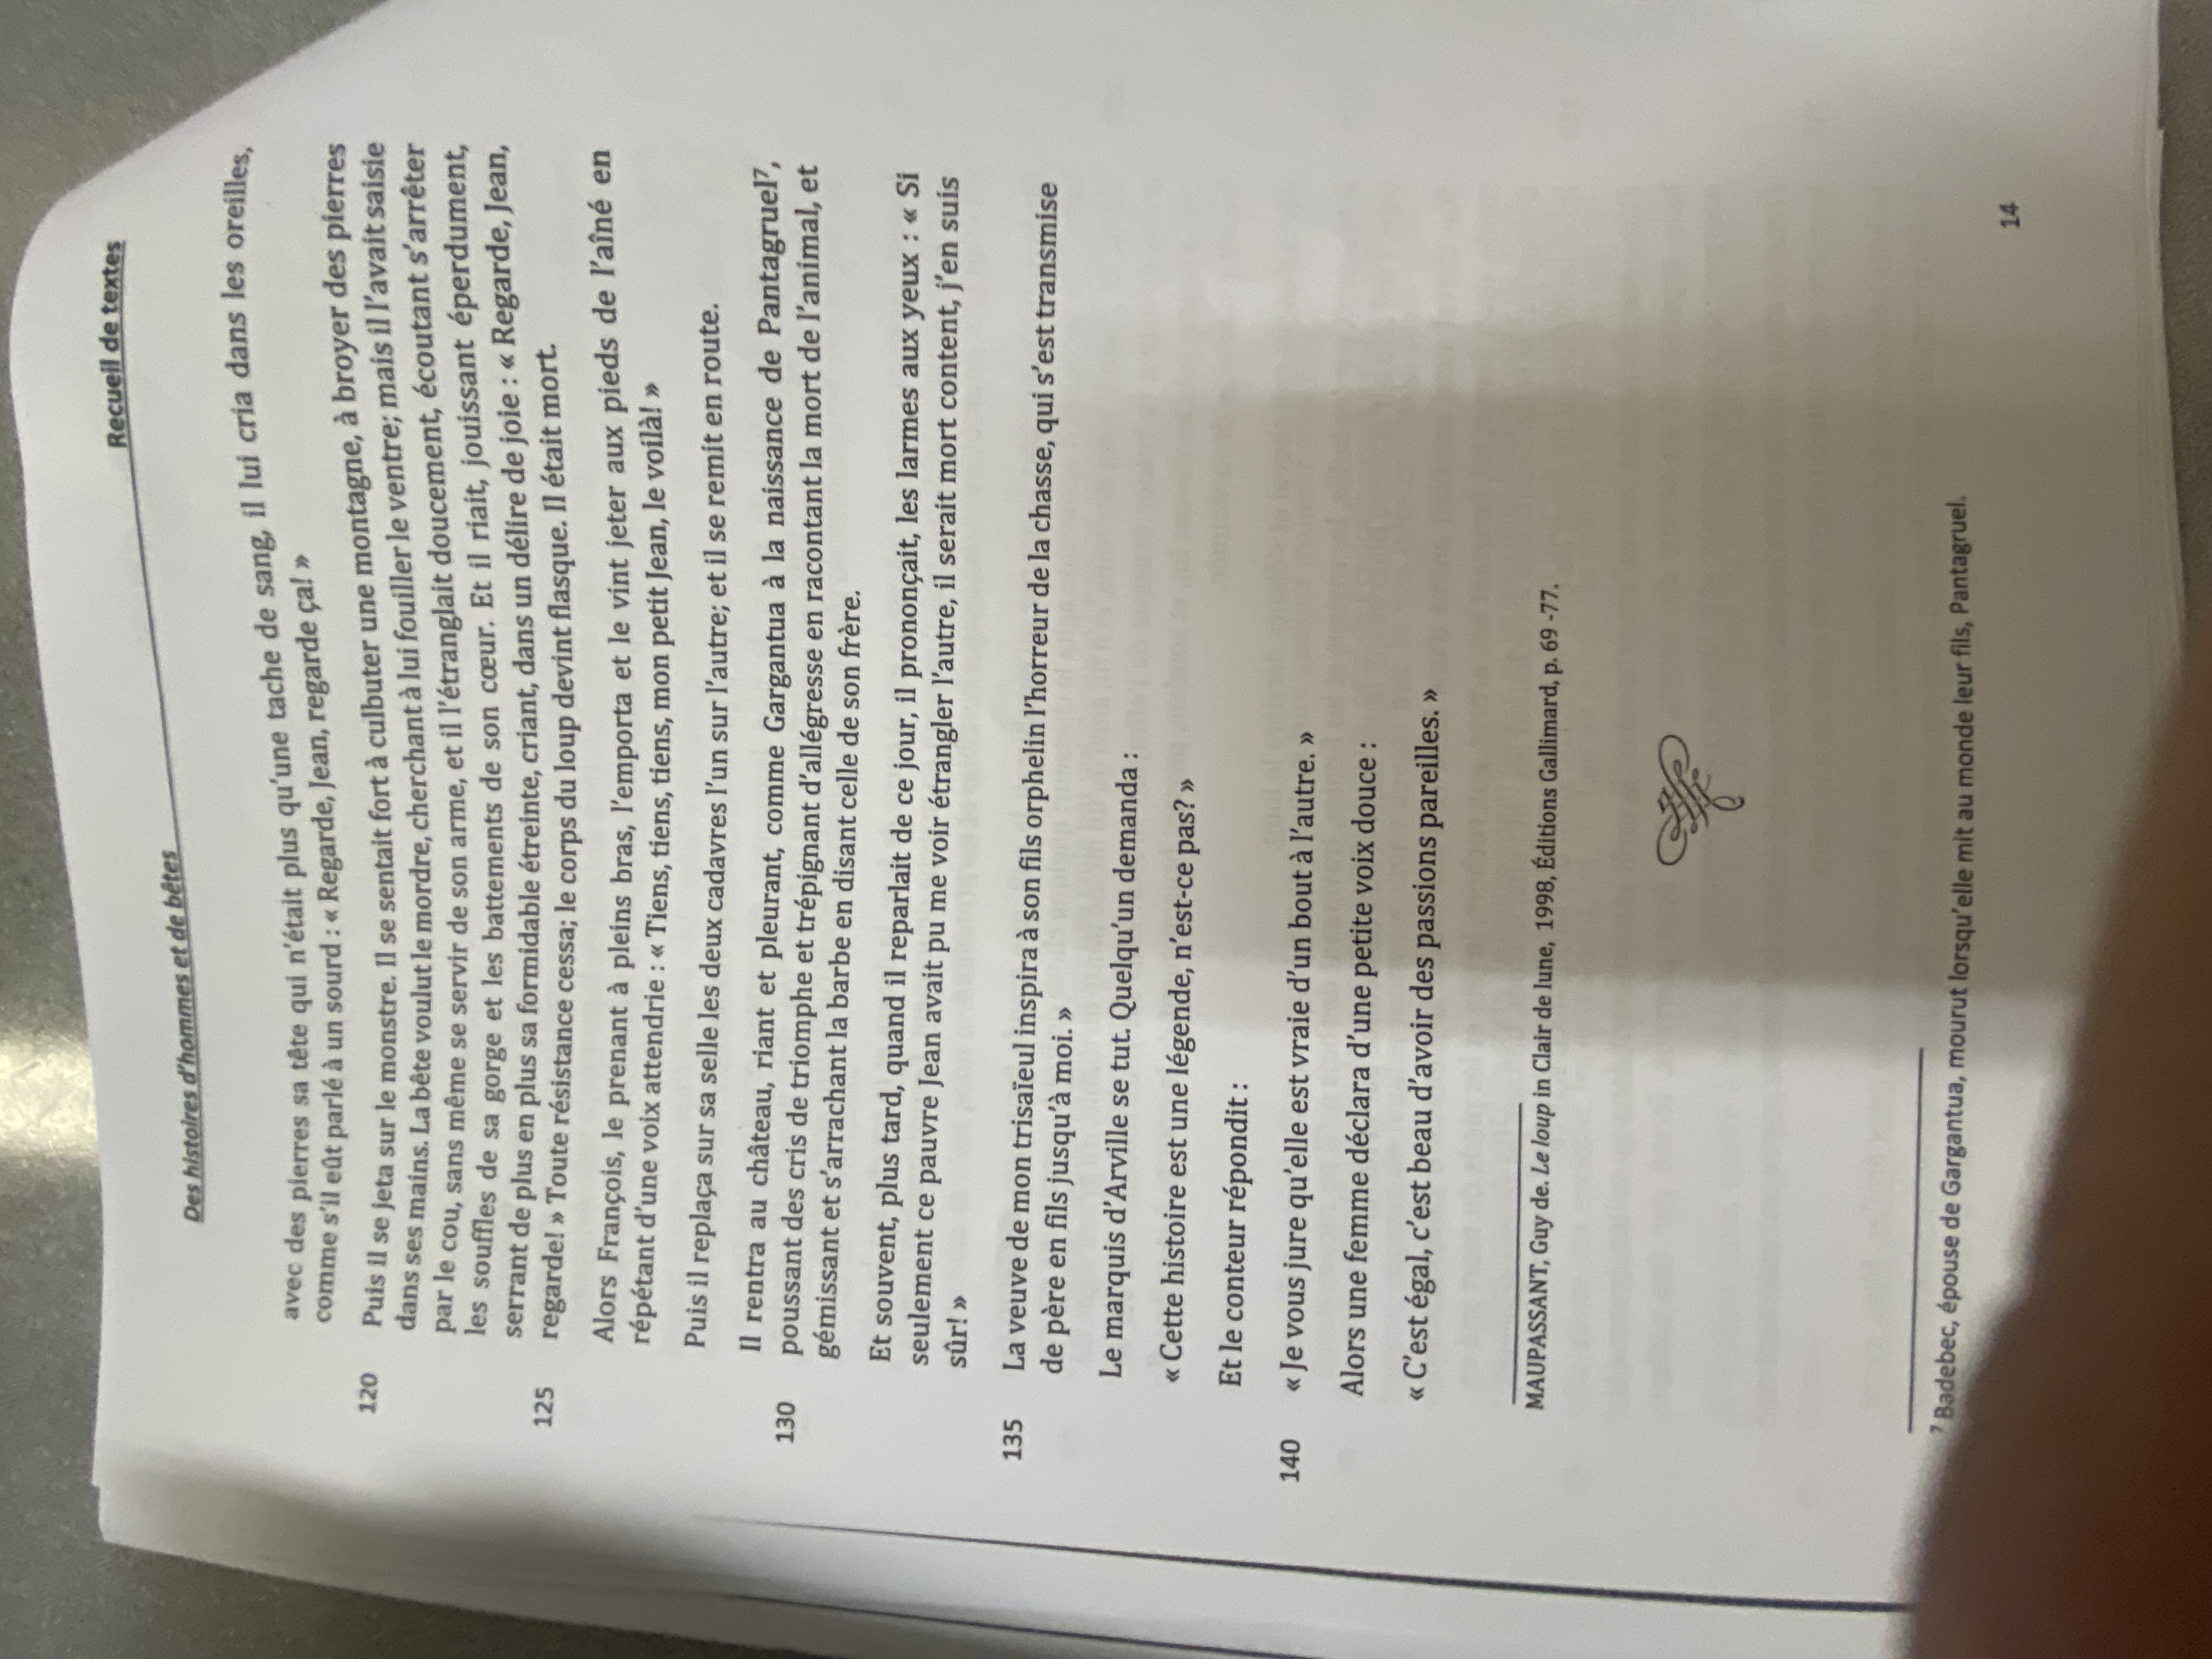 Recueil de textes
Des histoires d'hommes et de bêtes
avec des pierres sa tête qui n'était plus qu'une tache de sang, il lui cria dans les oreilles,
comme s'il eût parlé à un sourd : « Regarde, Jean, regarde ça! »
120 Puis il se jeta sur le monstre. Il se sentait fort à culbuter une montagne, à broyer des pierres
dans ses mains. La bête voulut le mordre, cherchant à lui fouiller le ventre; mais il l'avait saisie
par le cou, sans même se servir de son arme, et il l'étranglait doucement, écoutant s'arrêter
les souffles de sa gorge et les battements de son cœur. Et il riait, jouissant éperdument,
serrant de plus en plus sa formidable étreinte, criant, dans un délire de joie : « Regarde, Jean,
125 regarde! » Toute résistance cessa; le corps du loup devint flasque. Il était mort.
Alors François, le prenant à pleins bras, l'emporta et le vint jeter aux pieds de l'aîné en
répétant d'une voix attendrie : « Tiens, tiens, tiens, mon petit Jean, le voilà! »
Puis il replaça sur sa selle les deux cadavres l'un sur l'autre; et il se remit en route.
Il rentra au château, riant et pleurant, comme Gargantua à la naissance de Pantagruel⁷,
130 poussant des cris de triomphe et trépignant d'allégresse en racontant la mort de l'animal, et
gémissant et s'arrachant la barbe en disant celle de son frère.
Et souvent, plus tard, quand il reparlait de ce jour, il prononçait, les larmes aux yeux : « Si
seulement ce pauvre Jean avait pu me voir étrangler l'autre, il serait mort content, j'en suis
sûr! »
135 La veuve de mon trisaïeul inspira à son fils orphelin l'horreur de la chasse, qui s'est transmise
de père en fils jusqu'à moi. »
Le marquis d'Arville se tut. Quelqu'un demanda :
« Cette histoire est une légende, n'est-ce pas? »
Et le conteur répondit :
140 « Je vous jure qu'elle est vraie d'un bout à l'autre. »
Alors une femme déclara d'une petite voix douce :
« C'est égal, c'est beau d'avoir des passions pareilles. »
MAUPASSANT, Guy de. Le loup in Clair de lune, 1998, Éditions Gallimard, p. 69 -77.
⁷ Badebec, épouse de Gargantua, mourut lorsqu'elle mit au monde leur fils, Pantagruel.
14